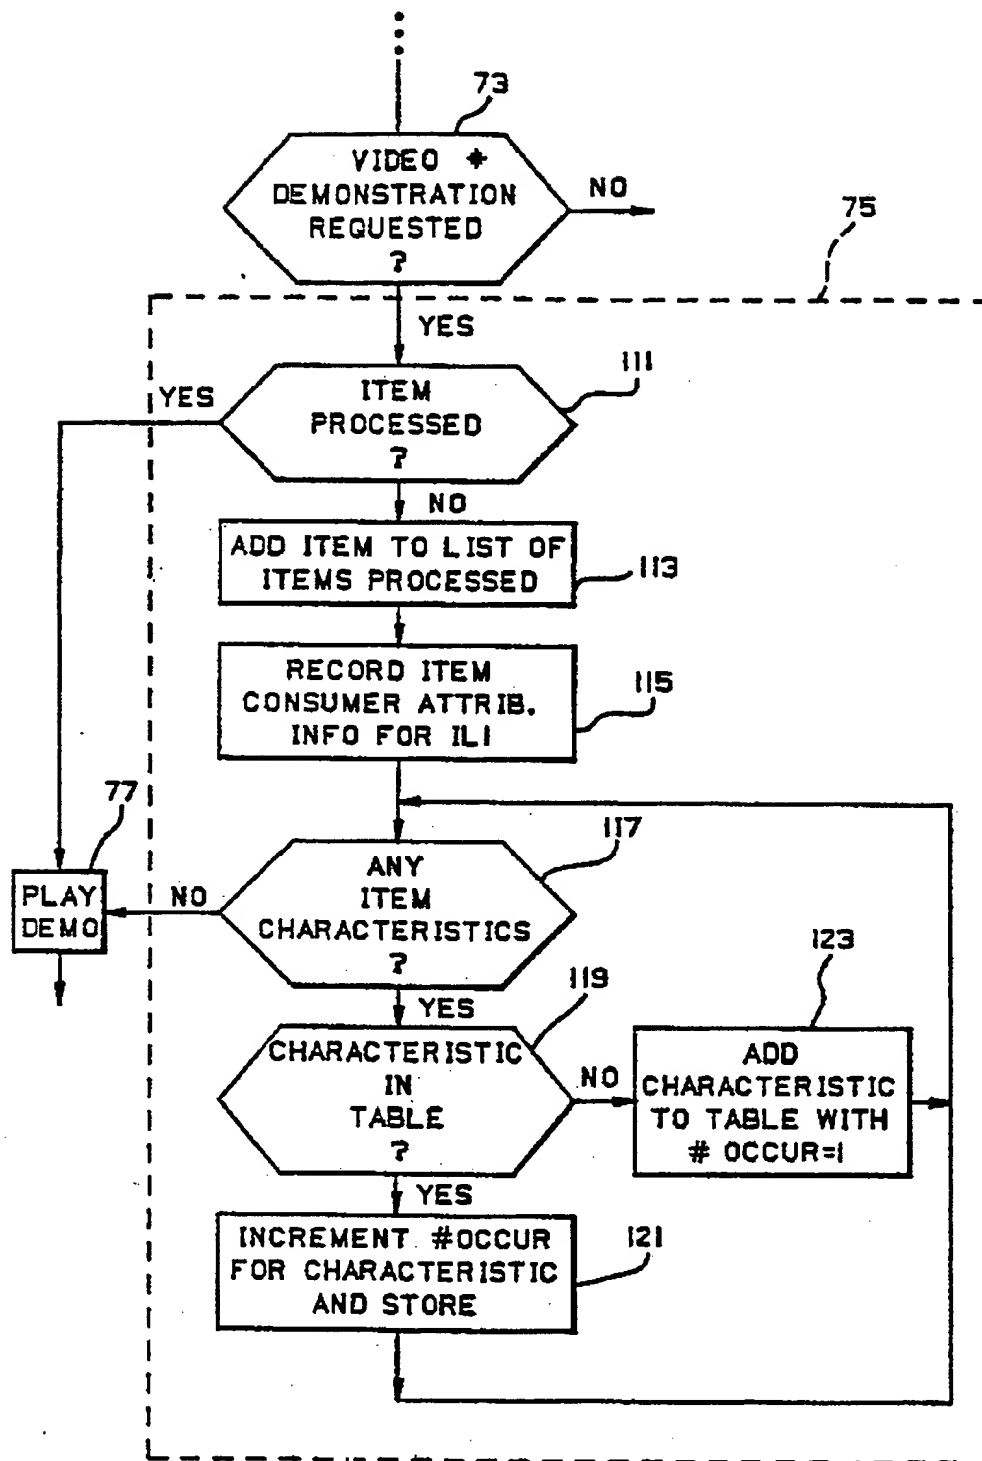 73
VIDEO *
DEMONSTRATION
REQUESTED
?
NO
75
YES
111
ITEM
PROCESSED
?
YES
NO
ADD ITEM TO LIST OF
ITEMS PROCESSED
113
RECORD ITEM
CONSUMER ATTRIB.
INFO FOR ILI
115
77
PLAY
DEMO
NO
117
ANY
ITEM
CHARACTERISTICS
?
YES
119
CHARACTERISTIC
IN
TABLE
?
NO
123
ADD
CHARACTERISTIC
TO TABLE WITH
# OCCUR=1
YES
INCREMENT #OCCUR
FOR CHARACTERISTIC
AND STORE
121